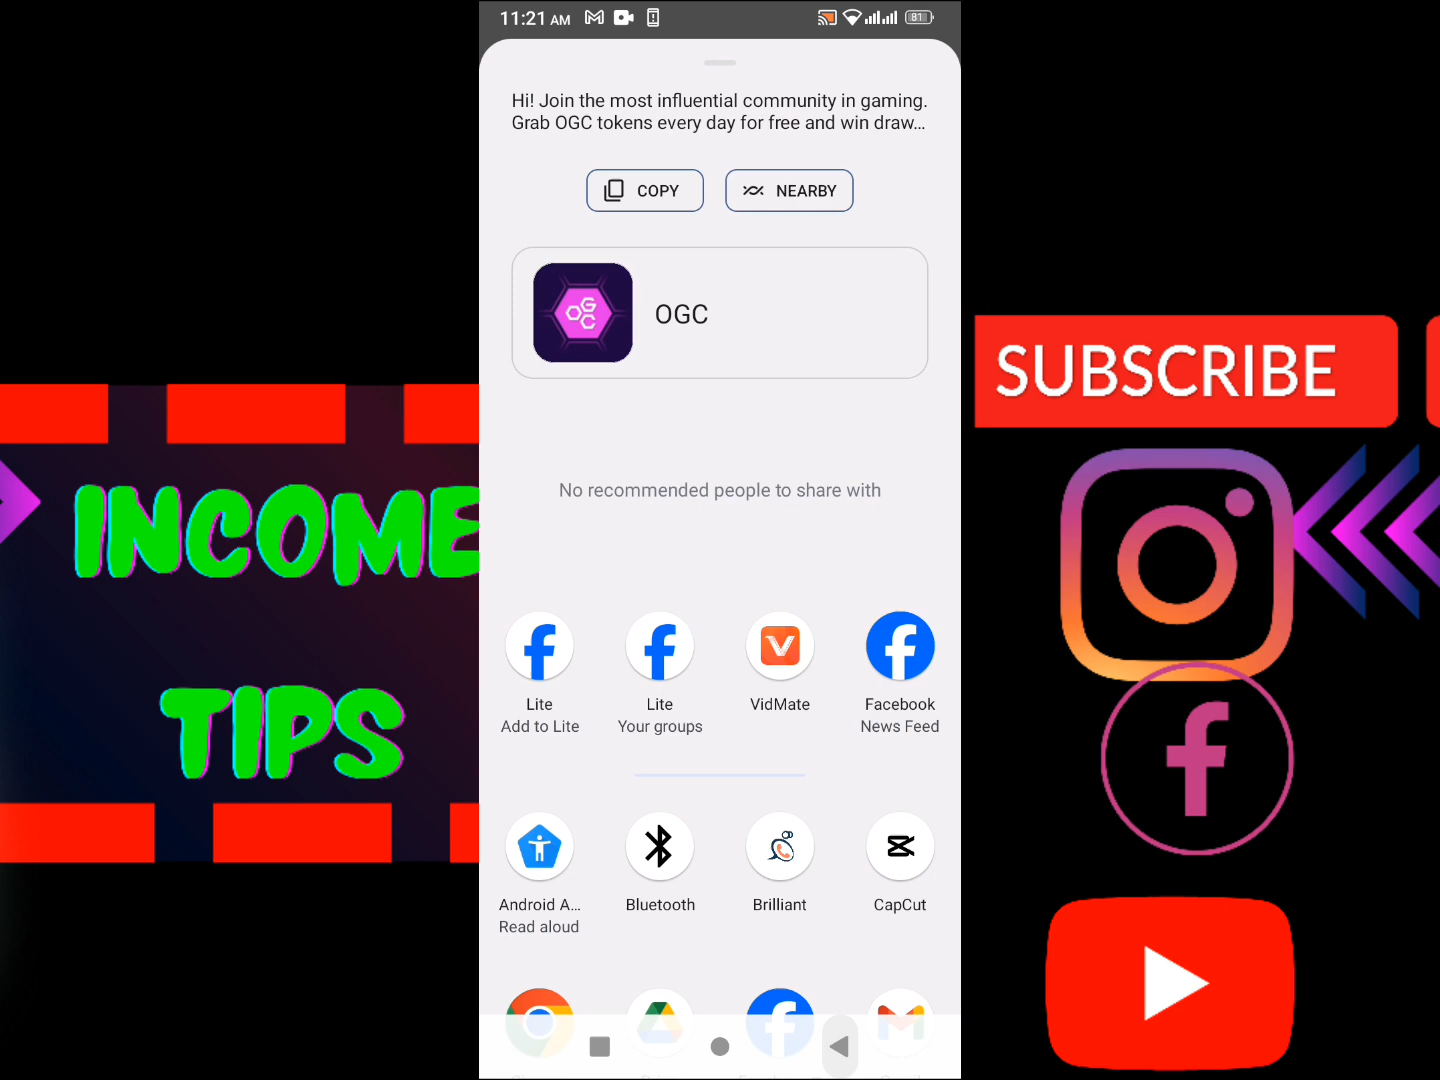 11:21 AM
81
Hi! Join the most influential community in gaming.
Grab OGC tokens every day for free and win draw...
COPY
NEARBY
OGC
OGC
No recommended people to share with
Lite
Add to Lite
Lite
Your groups
VidMate
Facebook
News Feed
Android A...
Read aloud
Bluetooth
Brilliant
CapCut
INCOME
TIPS
SUBSCRIBE